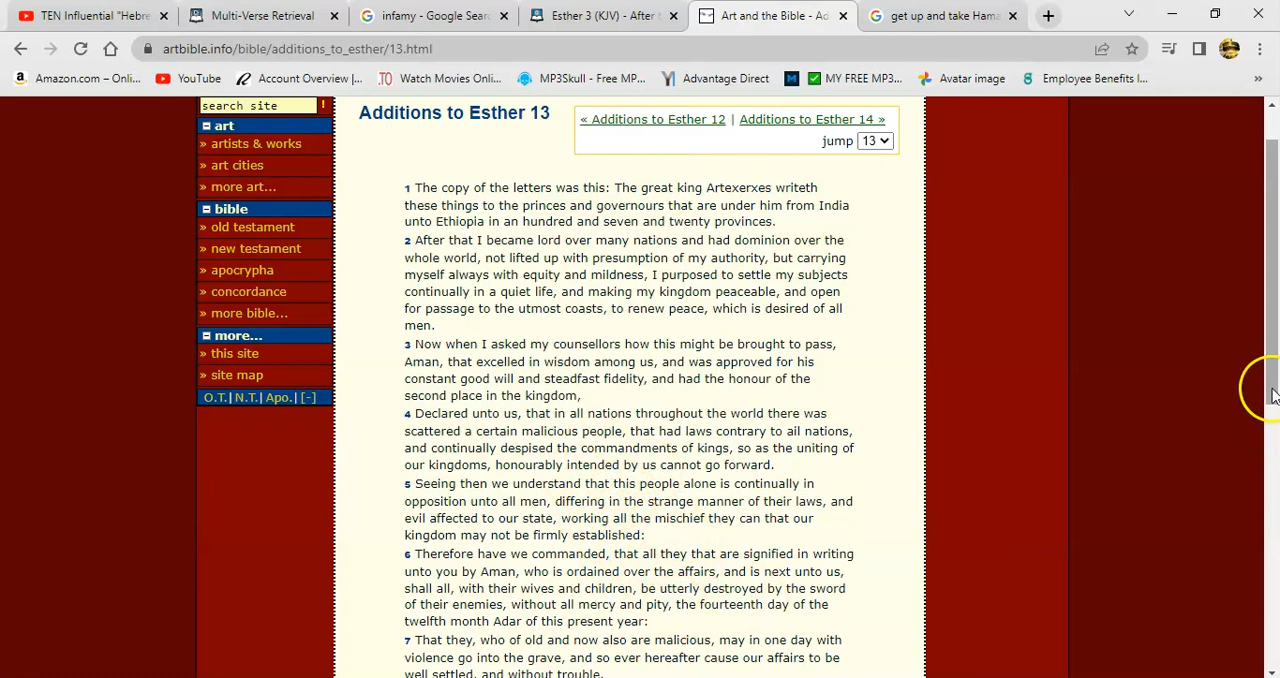 TEN Influential "Hebre
Multi-Verse Retrieval
infamy - Google Searc
Esther 3 (KJV) - After t
Art and the Bible - Ad
get up and take Hama
artbible.info/bible/additions_to_esther/13.html
Amazon.com – Onli...
YouTube
Account Overview |...
Watch Movies Onlin...
MP3Skull - Free MP...
Advantage Direct
MY FREE MP3...
Avatar image
Employee Benefits I...
search site !
art
» artists & works
» art cities
» more art...
bible
» old testament
» new testament
» apocrypha
» concordance
» more bible...
more...
» this site
» site map
O.T.| N.T.| Apo.| [-]
Additions to Esther 13
« Additions to Esther 12 | Additions to Esther 14 »
jump 13
1 The copy of the letters was this: The great king Artexerxes writeth
these things to the princes and governours that are under him from India
unto Ethiopia in an hundred and seven and twenty provinces.
2 After that I became lord over many nations and had dominion over the
whole world, not lifted up with presumption of my authority, but carrying
myself always with equity and mildness, I purposed to settle my subjects
continually in a quiet life, and making my kingdom peaceable, and open
for passage to the utmost coasts, to renew peace, which is desired of all
men.
3 Now when I asked my counsellors how this might be brought to pass,
Aman, that excelled in wisdom among us, and was approved for his
constant good will and steadfast fidelity, and had the honour of the
second place in the kingdom,
4 Declared unto us, that in all nations throughout the world there was
scattered a certain malicious people, that had laws contrary to ail nations,
and continually despised the commandments of kings, so as the uniting of
our kingdoms, honourably intended by us cannot go forward.
5 Seeing then we understand that this people alone is continually in
opposition unto all men, differing in the strange manner of their laws, and
evil affected to our state, working all the mischief they can that our
kingdom may not be firmly established:
6 Therefore have we commanded, that all they that are signified in writing
unto you by Aman, who is ordained over the affairs, and is next unto us,
shall all, with their wives and children, be utterly destroyed by the sword
of their enemies, without all mercy and pity, the fourteenth day of the
twelfth month Adar of this present year:
7 That they, who of old and now also are malicious, may in one day with
violence go into the grave, and so ever hereafter cause our affairs to be
well settled, and without trouble.